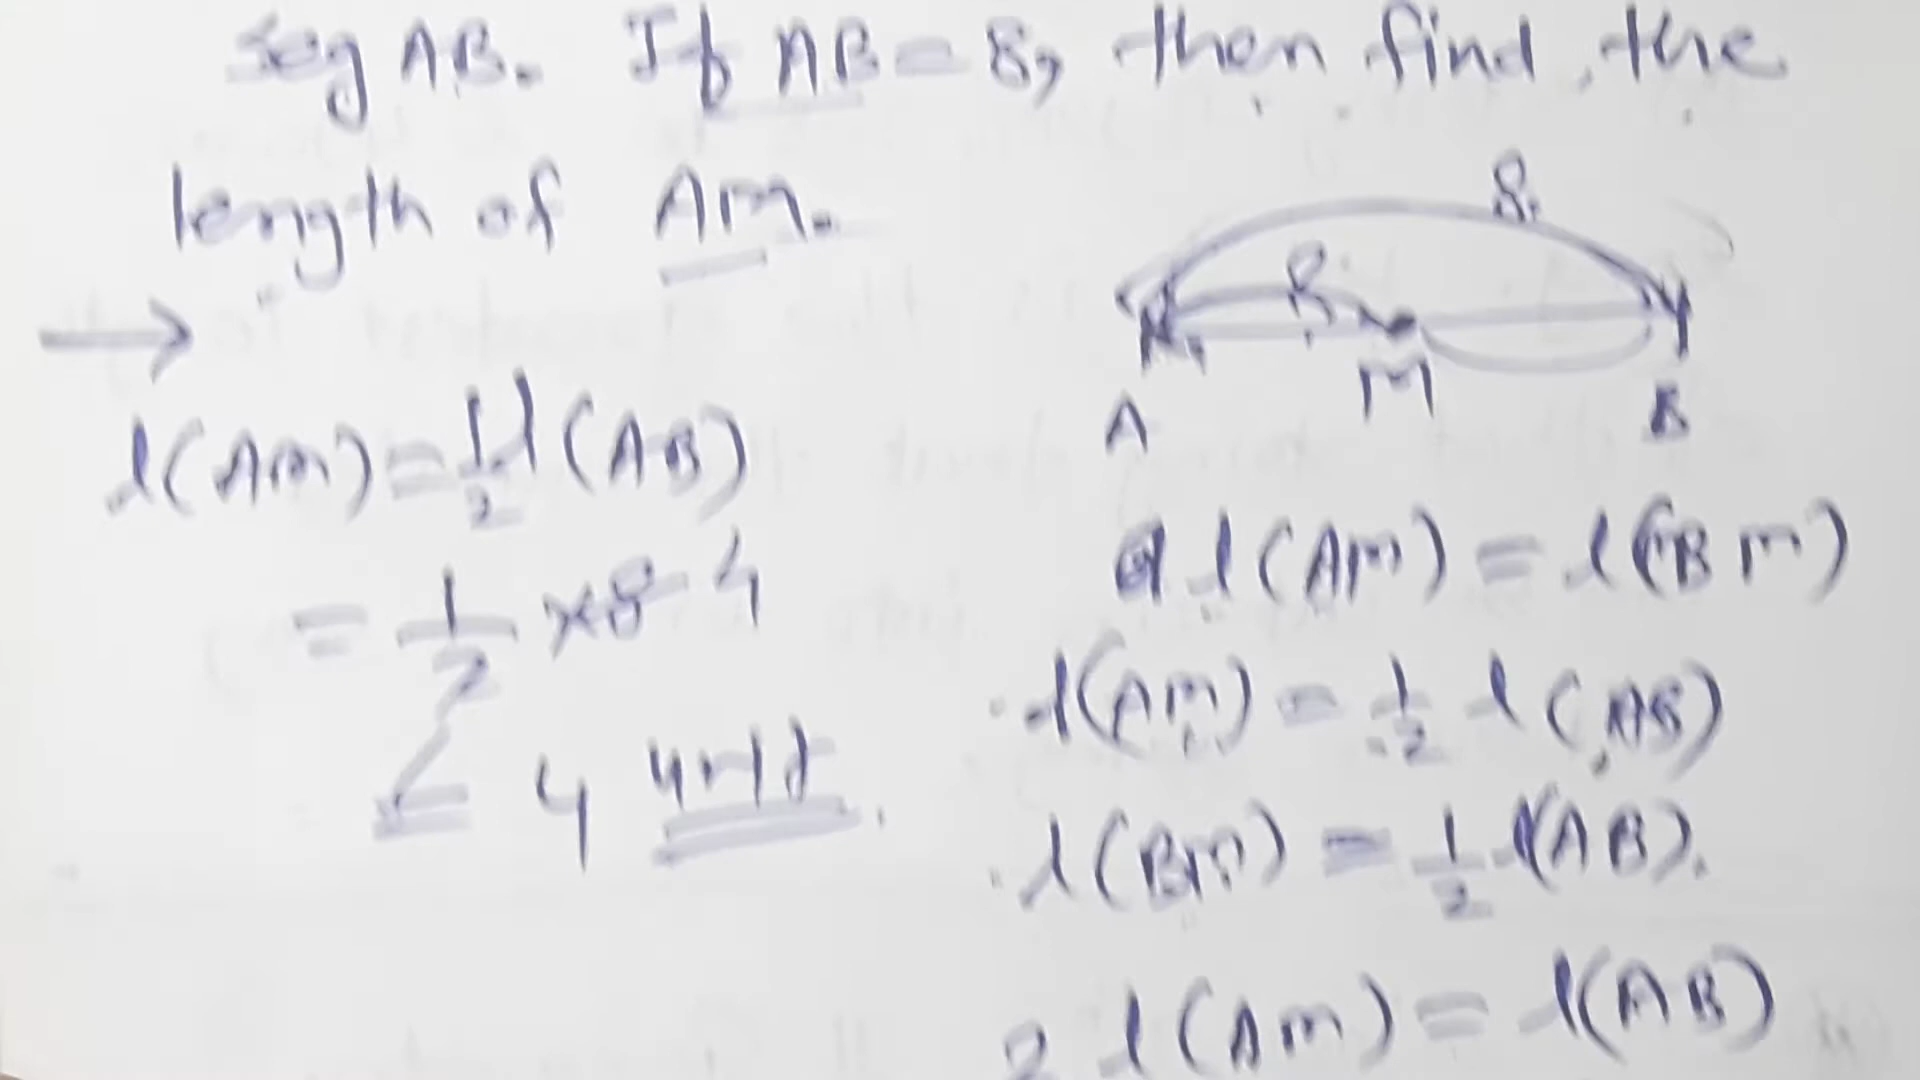 seg AB. If AB = 8, then find the
length of AM.
→
l(AM) = 1/2 l(AB)
= 1/2 × 8 4
= 4 unit.
8
A M B
l(AM) = l(BM)
l(AM) = 1/2 l(AB)
l(BM) = 1/2 l(AB).
2 l(AM) = l(AB)